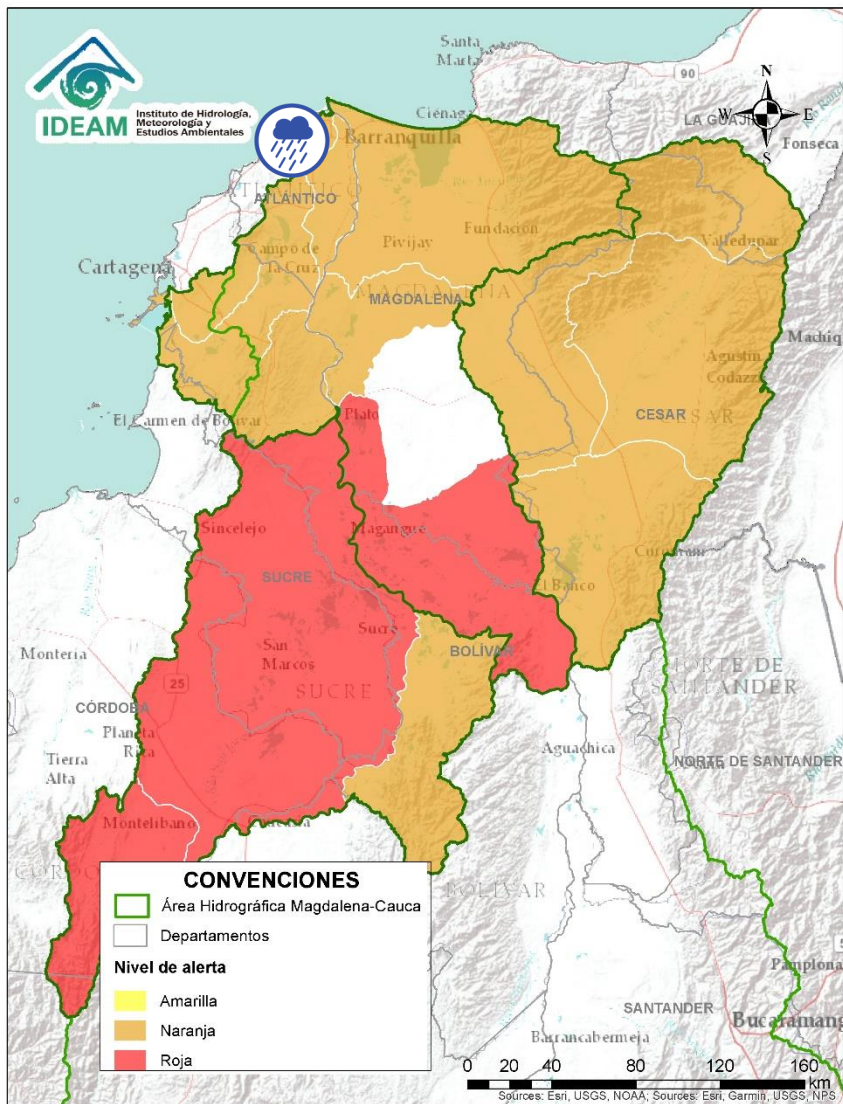 IDEAM
Instituto de Hidrología,
Meteorología y
Estudios Ambientales
Santa
Marta
90
N
W
E
S
LA GUAJIRA
Fonseca
Ciénaga
Barranquilla
ATLÁNTICO
Campo de
la Cruz
Pivijay
Fundación
Valledupar
Cartagena
MAGDALENA
MAGDALENA
Agustín
Codazzi
El Carmen de Bolívar
Plato
CESAR
CESAR
Sincelejo
Magangué
SUCRE
El Banco
Curumaní
Sucre
BOLÍVAR
San
Marcos
SUCRE
Montería
25
CÓRDOBA
Planeta
Rica
Tierra
Alta
NORTE DE
SANTANDER
Aguachica
NORTE DE SANTANDER
Montelíbano
BOLÍVAR
CONVENCIONES
Área Hidrográfica Magdalena-Cauca
Departamentos
Nivel de alerta
Amarilla
Naranja
Roja
Pamplona
SANTANDER
Bucaramang
Barrancabermeja
0 20 40 80 120 160
km
Sources: Esri, USGS, NOAA; Sources: Esri, Garmin, USGS, NPS